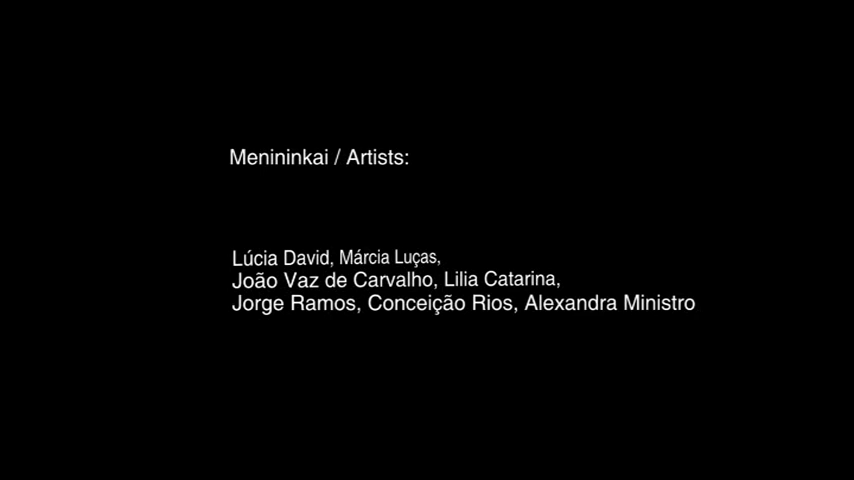 Menininkai / Artists:
Lúcia David, Márcia Luças,
João Vaz de Carvalho, Lilia Catarina,
Jorge Ramos, Conceição Rios, Alexandra Ministro